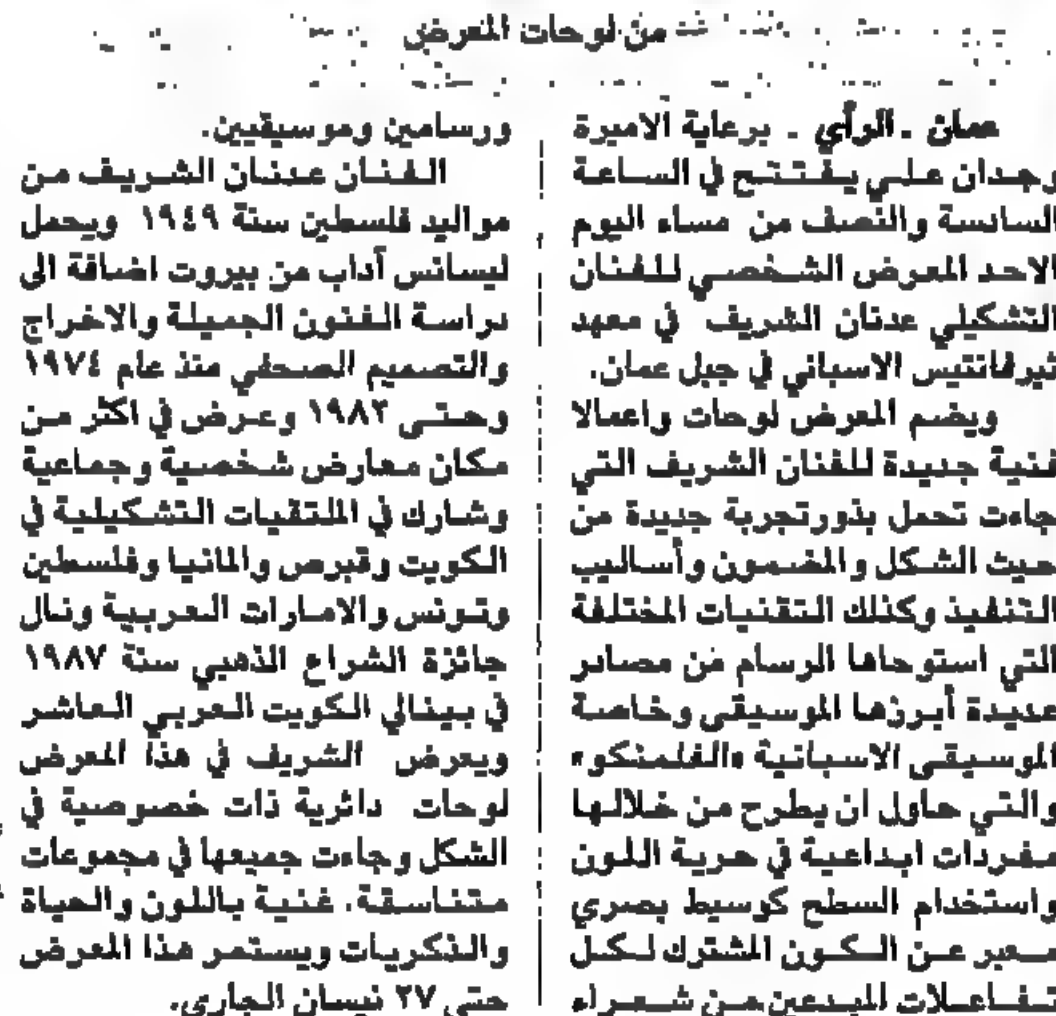 من لوحات المعرض
عمان ـ الرأي ـ برعاية الاميرة
وجدان علي يفتتح في الساعة
السادسة والنصف من مساء اليوم
الاحد المعرض الشخصي للفنان
التشكيلي عدنان الشريف في معهد
ثيرفانتيس الاسباني في جبل عمان.
ويضم المعرض لوحات واعمالا
فنية جديدة للفنان الشريف التي
جاءت تحمل بذور تجربة جديدة من
حيث الشكل والمضمون وأساليب
التنفيذ وكذلك التقنيات المختلفة
التي استوحاها الرسام من مصادر
عديدة أبرزها الموسيقى وخاصة
الموسيقى الاسبانية «الفلمنكو»
والتي حاول ان يطرح من خلالها
مفردات ابداعية في حرية اللون
واستخدام السطح كوسيط بصري
معبر عن الكون المشترك لكل
تفاعلات المبدعين من شعراء
ورسامين وموسيقيين.
الفنان عدنان الشريف من
مواليد فلسطين سنة ١٩٤٩ ويحمل
ليسانس آداب من بيروت اضافة الى
دراسة الفنون الجميلة والاخراج
والتصميم الصحفي منذ عام ١٩٧٤
وحتى ١٩٨٣ وعرض في اكثر من
مكان معارض شخصية وجماعية
وشارك في الملتقيات التشكيلية في
الكويت وقبرص والمانيا وفلسطين
وتونس والامارات العربية ونال
جائزة الشراع الذهبي سنة ١٩٨٧
في بينالي الكويت العربي العاشر
ويعرض الشريف في هذا المعرض
لوحات دائرية ذات خصوصية في
الشكل وجاءت جميعها في مجموعات
متناسقة. غنية باللون والحياة
والذكريات ويستمر هذا المعرض
حتى ٢٧ نيسان الجاري.